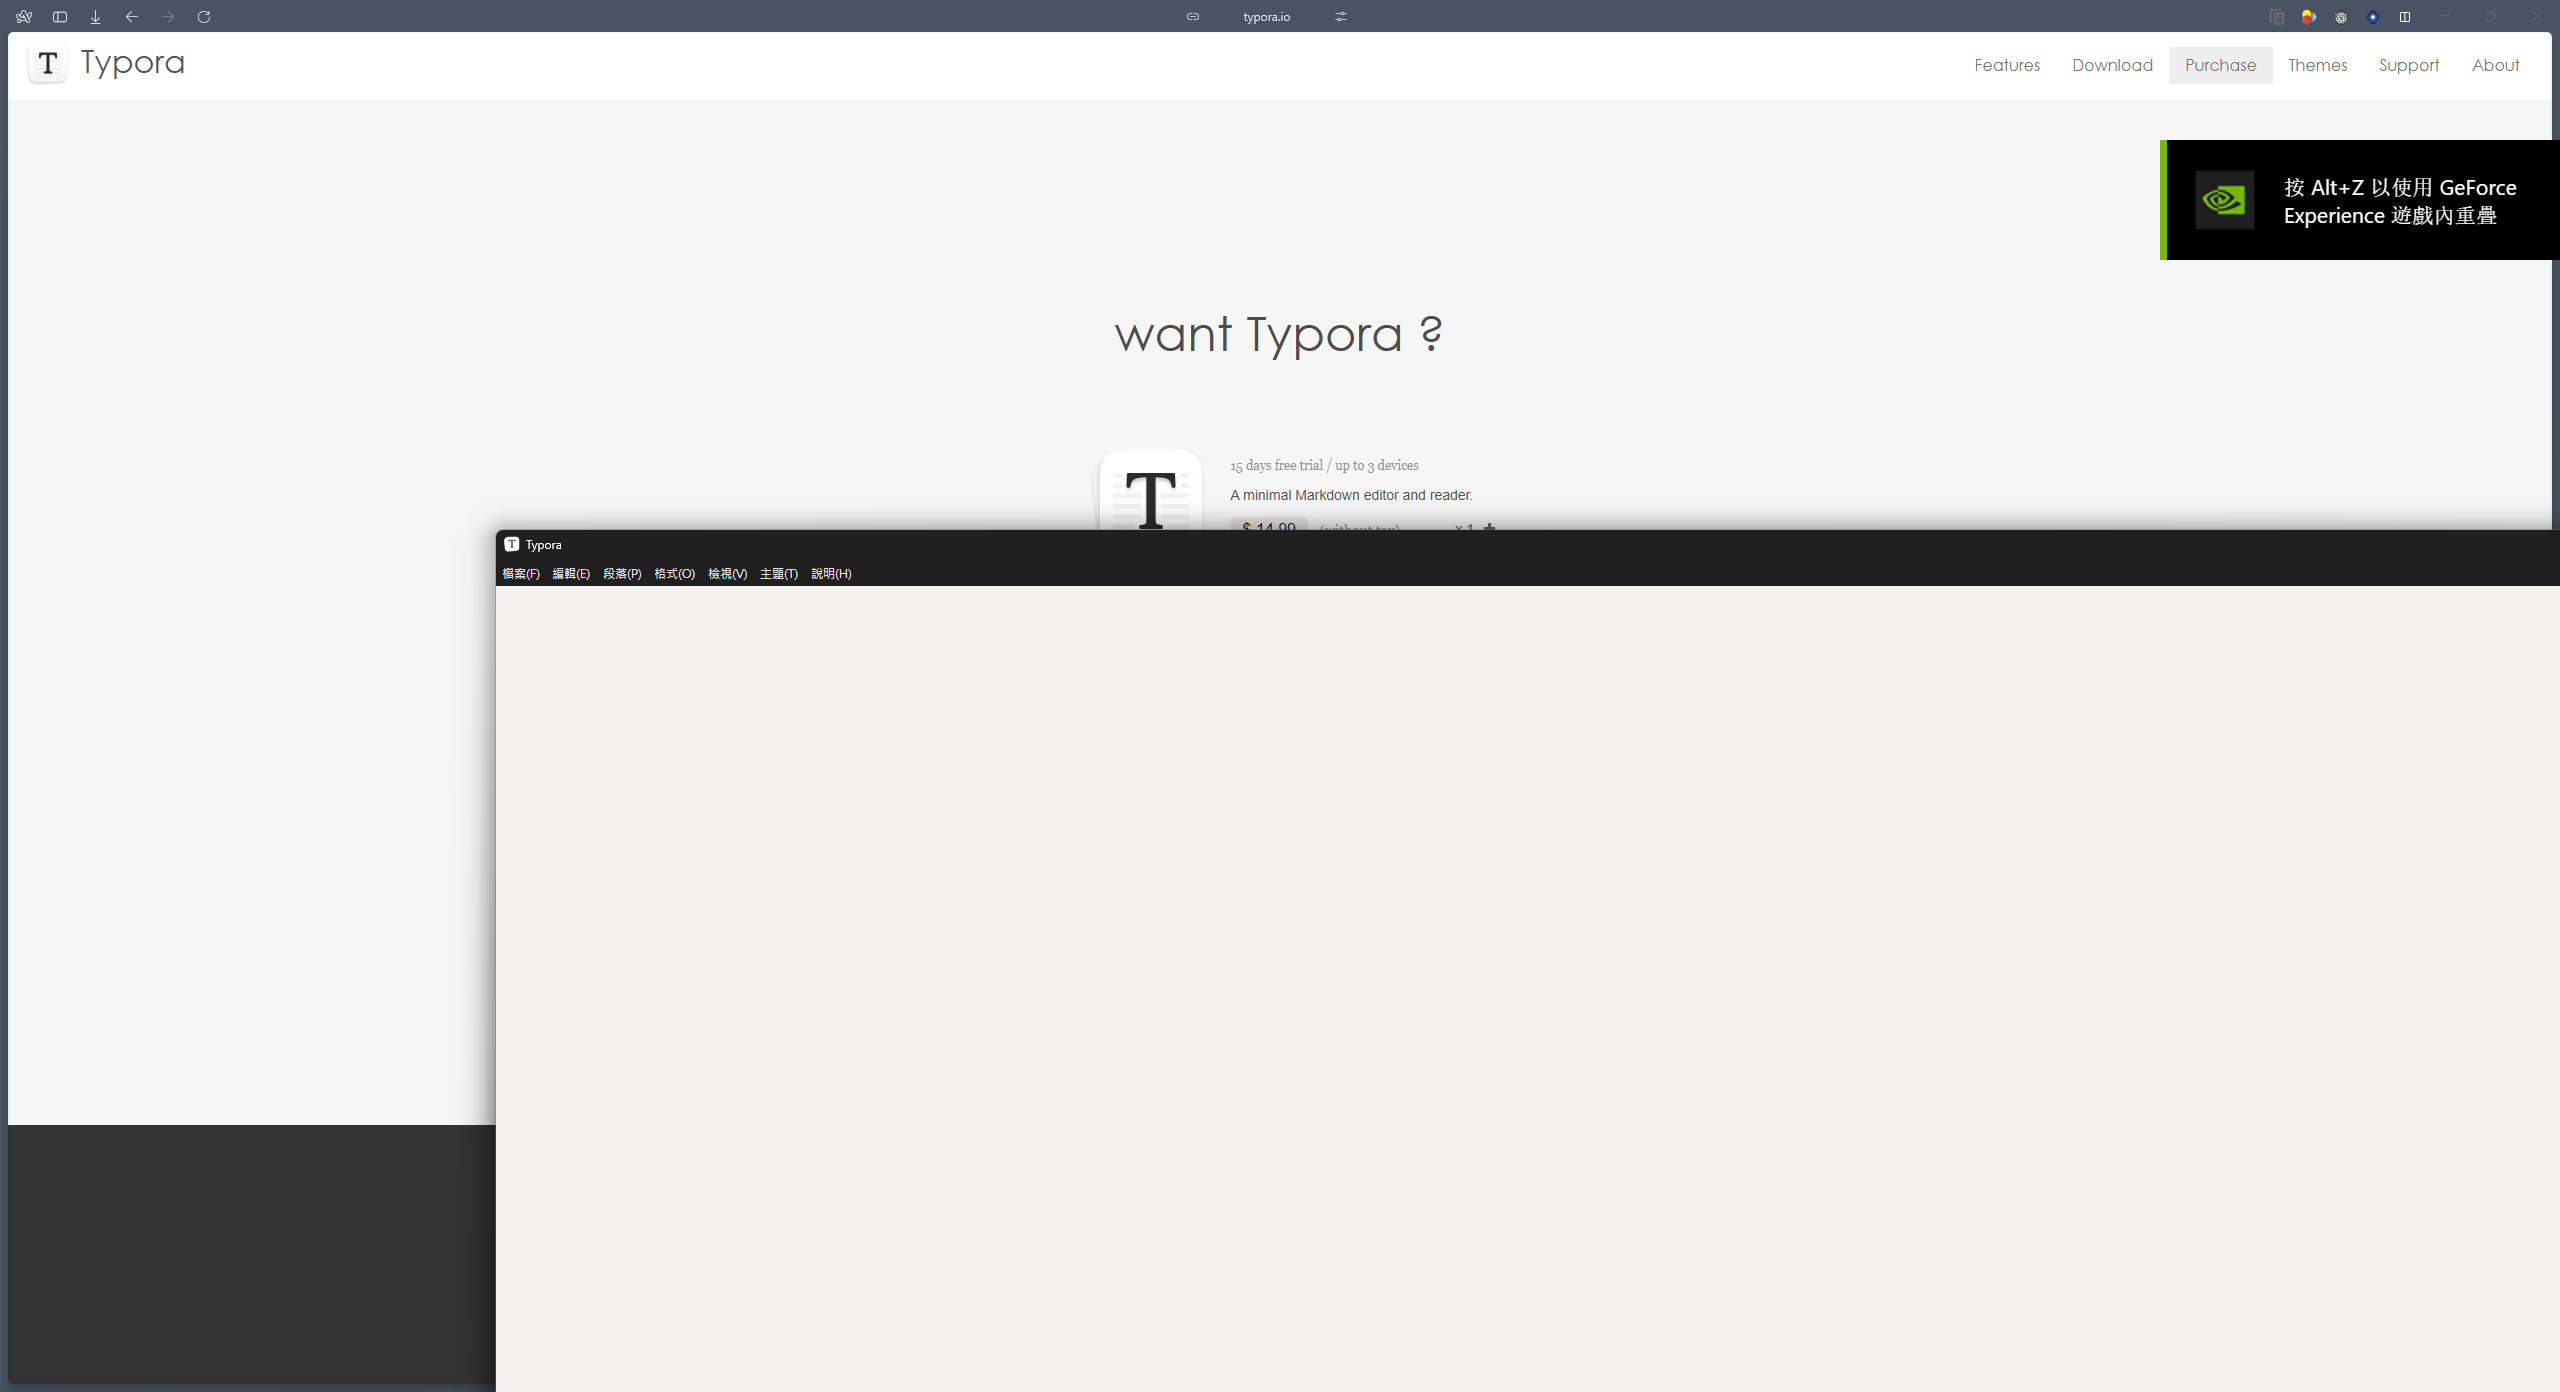 typora.io
T Typora
Features Download Purchase Themes Support About
按 Alt+Z 以使用 GeForce
Experience 遊戲內重疊
want Typora ?
T
15 days free trial / up to 3 devices
A minimal Markdown editor and reader.
$ 14.99 (without tax) x 1 +
T Typora
檔案(F) 編輯(E) 段落(P) 格式(O) 檢視(V) 主題(T) 說明(H)